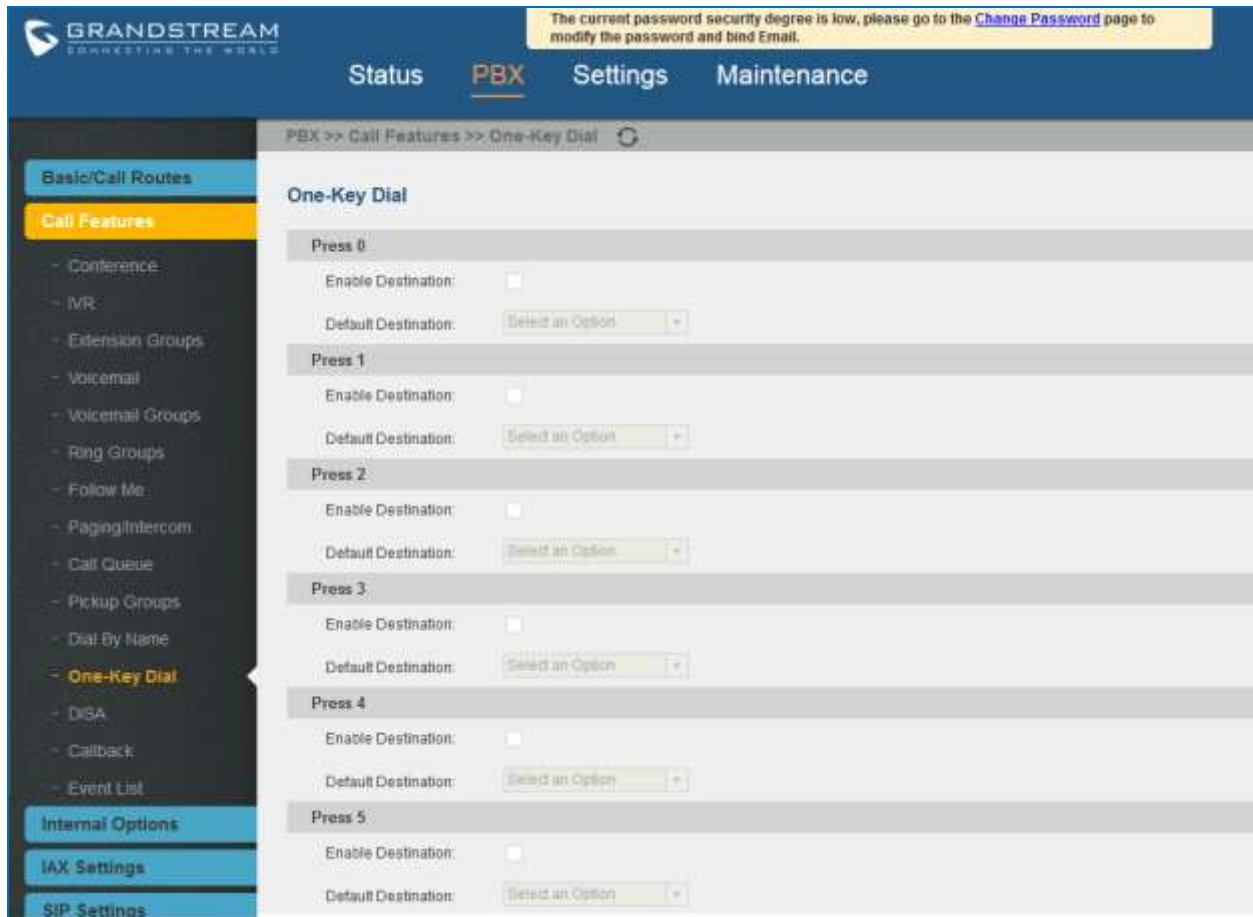 GRANDSTREAM
CONNECTING THE WORLD
The current password security degree is low, please go to the Change Password page to
modify the password and bind Email.
Status PBX Settings Maintenance
PBX >> Call Features >> One-Key Dial
Basic/Call Routes
Call Features
- Conference
- IVR
- Extension Groups
- Voicemail
- Voicemail Groups
- Ring Groups
- Follow Me
- Paging/Intercom
- Call Queue
- Pickup Groups
- Dial By Name
- One-Key Dial
- DISA
- Callback
- Event List
Internal Options
IAX Settings
SIP Settings
One-Key Dial
Press 0
Enable Destination:
Default Destination: Select an Option
Press 1
Enable Destination:
Default Destination: Select an Option
Press 2
Enable Destination:
Default Destination: Select an Option
Press 3
Enable Destination:
Default Destination: Select an Option
Press 4
Enable Destination:
Default Destination: Select an Option
Press 5
Enable Destination:
Default Destination: Select an Option